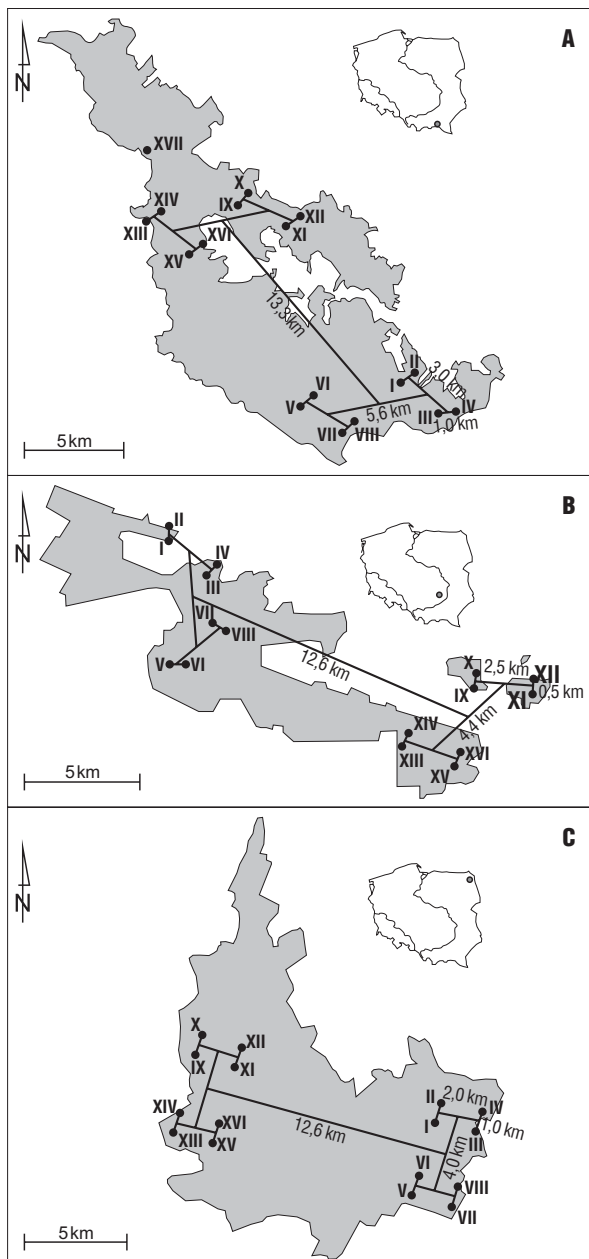 A
N
XVII
XIV
XIII
X
IX
XII
XI
XVI
XV
13,3 km
II
I
3,0 km
VI
V
IV
III
1,0 km
5,6 km
VII
VIII
5 km
B
N
II
I
IV
III
VII
VIII
V
VI
12,6 km
X
2,5 km
XII
IX
XI
0,5 km
4,4 km
XIV
XIII
XVI
XV
5 km
C
N
X
XII
IX
XI
II
2,0 km
IV
I
1,0 km
III
XIV
XVI
XIII
XV
12,6 km
4,0 km
VI
V
VIII
VII
5 km